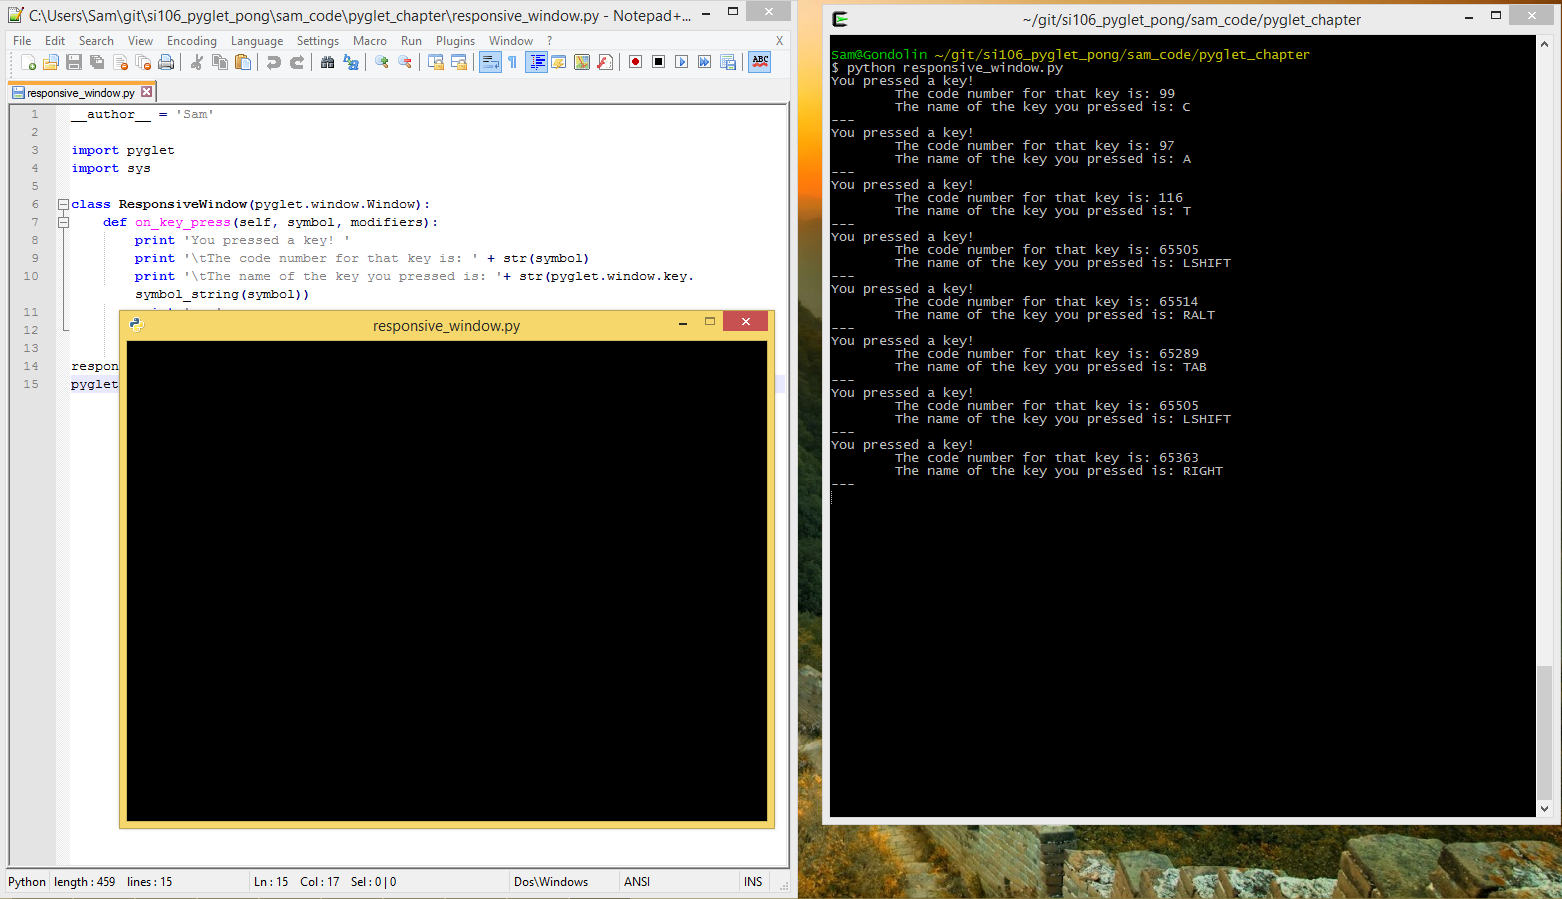 C:\Users\Sam\git\si106_pyglet_pong\sam_code\pyglet_chapter\responsive_window.py - Notepad+...
File Edit Search View Encoding Language Settings Macro Run Plugins Window ? X
ABC
responsive_window.py
1 __author__ = 'Sam'
2
3 import pyglet
4 import sys
5
6 class ResponsiveWindow(pyglet.window.Window):
7 def on_key_press(self, symbol, modifiers):
8 print 'You pressed a key! '
9 print '\tThe code number for that key is: ' + str(symbol)
10 print '\tThe name of the key you pressed is: '+ str(pyglet.window.key.
symbol_string(symbol))
11
12
13
14 respon
15 pyglet
responsive_window.py
Python length : 459 lines : 15 Ln : 15 Col : 17 Sel : 0 | 0 Dos\Windows ANSI INS
~/git/si106_pyglet_pong/sam_code/pyglet_chapter
Sam@Gondolin ~/git/si106_pyglet_pong/sam_code/pyglet_chapter
$ python responsive_window.py
You pressed a key!
The code number for that key is: 99
The name of the key you pressed is: C
---
You pressed a key!
The code number for that key is: 97
The name of the key you pressed is: A
---
You pressed a key!
The code number for that key is: 116
The name of the key you pressed is: T
---
You pressed a key!
The code number for that key is: 65505
The name of the key you pressed is: LSHIFT
---
You pressed a key!
The code number for that key is: 65514
The name of the key you pressed is: RALT
---
You pressed a key!
The code number for that key is: 65289
The name of the key you pressed is: TAB
---
You pressed a key!
The code number for that key is: 65505
The name of the key you pressed is: LSHIFT
---
You pressed a key!
The code number for that key is: 65363
The name of the key you pressed is: RIGHT
---